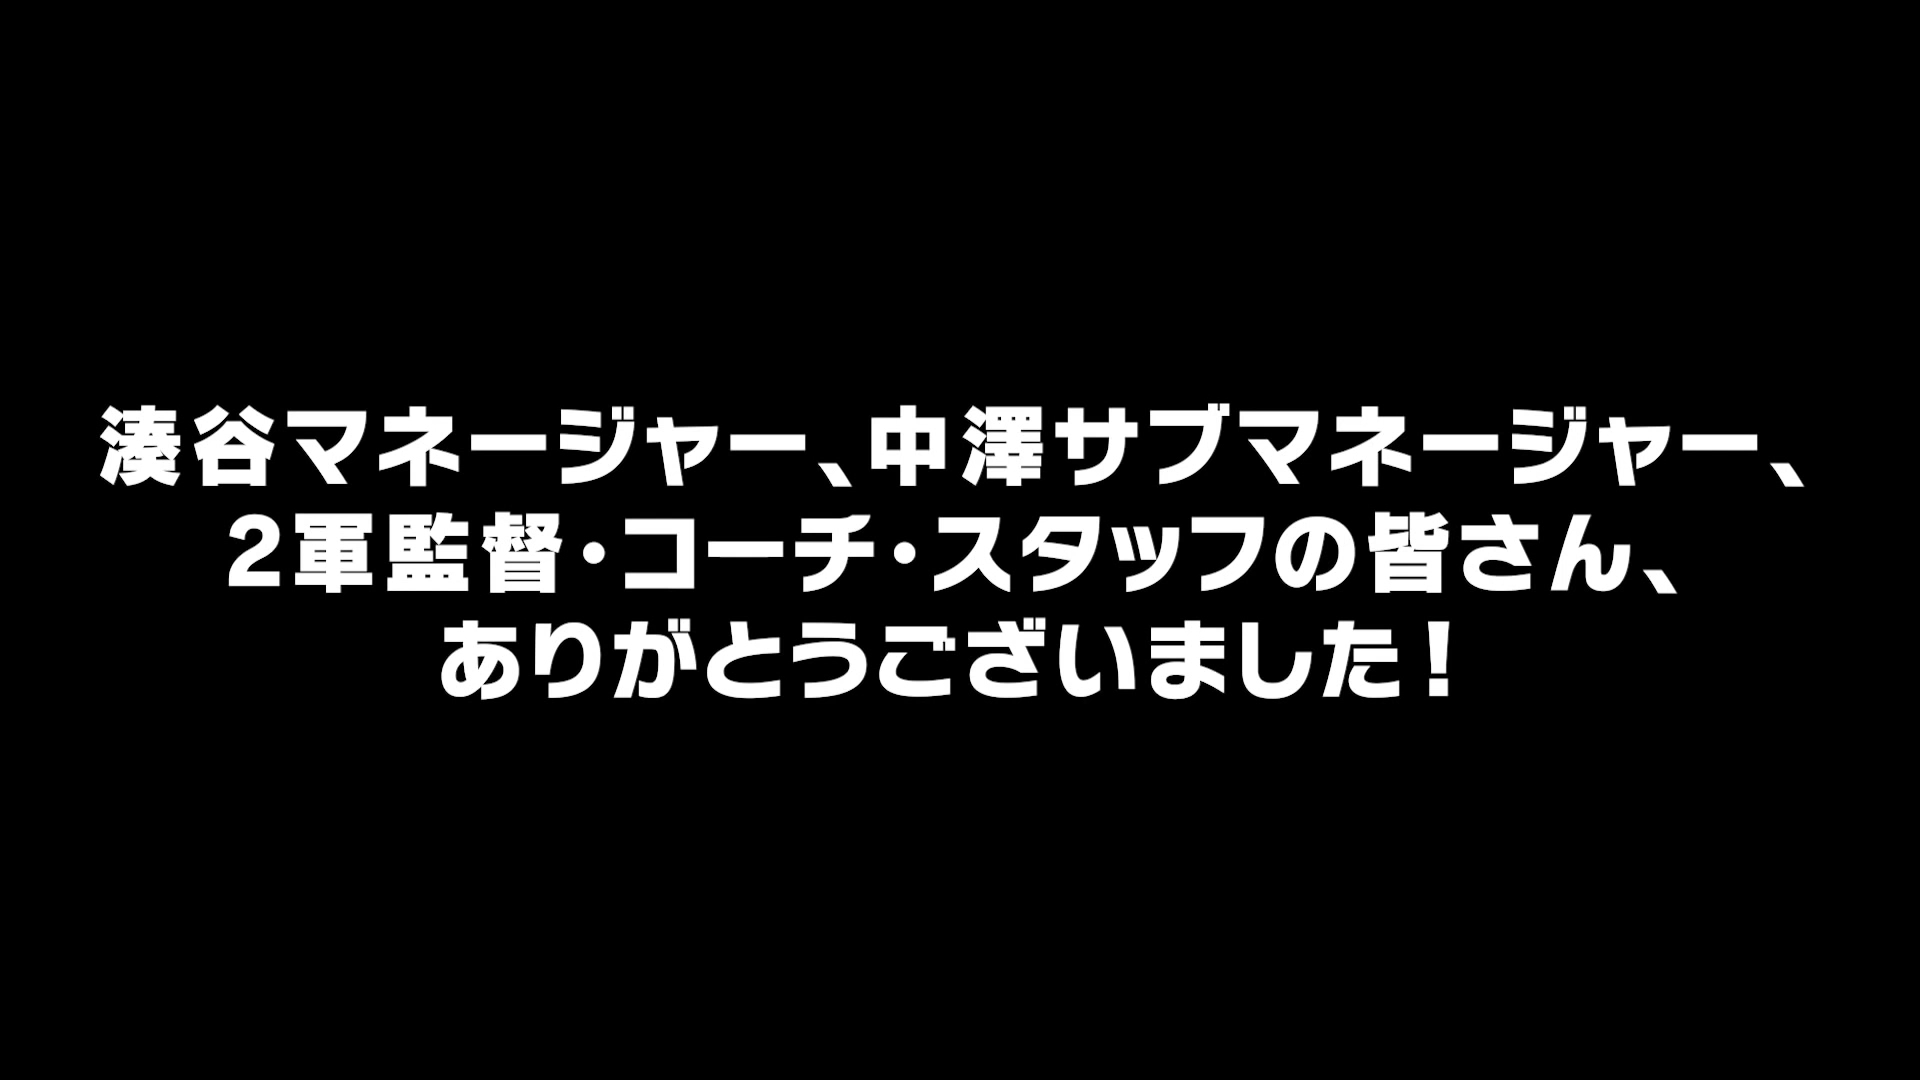 湊谷マネージャー、中澤サブマネージャー、
2軍監督・コーチ・スタッフの皆さん、
ありがとうございました！